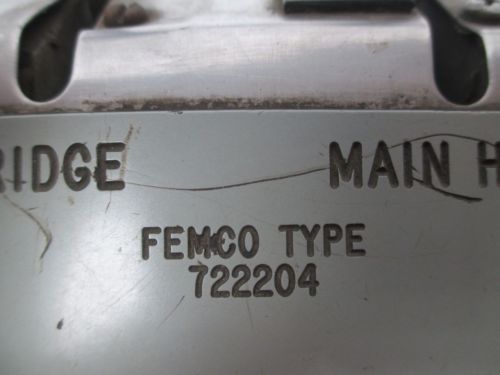 RIDGE MAIN H
FEMCO TYPE
722204